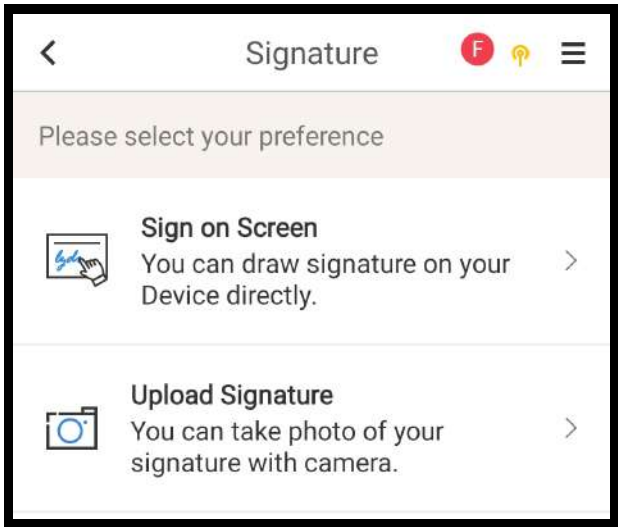 Signature
F
Please select your preference
Sign on Screen
You can draw signature on your
Device directly.
Upload Signature
You can take photo of your
signature with camera.